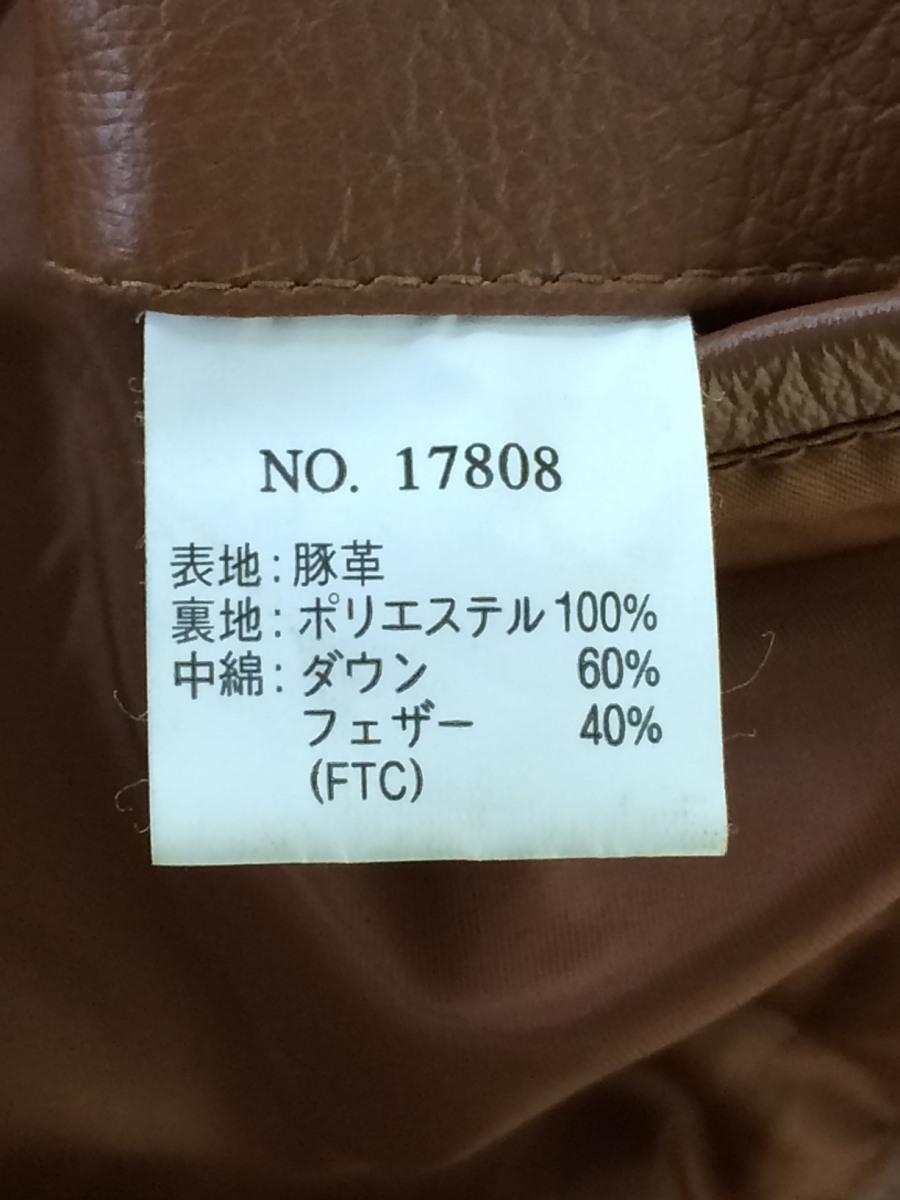 NO. 17808
表地:豚革
裏地:ポリエステル100%
中綿:ダウン 60%
フェザー 40%
(FTC)